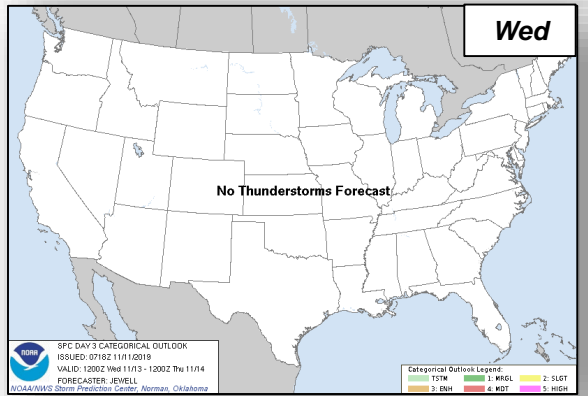 Wed
No Thunderstorms Forecast
NOAA
SPC DAY 3 CATEGORICAL OUTLOOK
ISSUED: 0718Z 11/11/2019
VALID: 1200Z Wed 11/13 - 1200Z Thu 11/14
FORECASTER: JEWELL
NOAA/NWS Storm Prediction Center, Norman, Oklahoma
Categorical Outlook Legend:
TSTM 1: MRGL 2: SLGT
3: ENH 4: MDT 5: HIGH